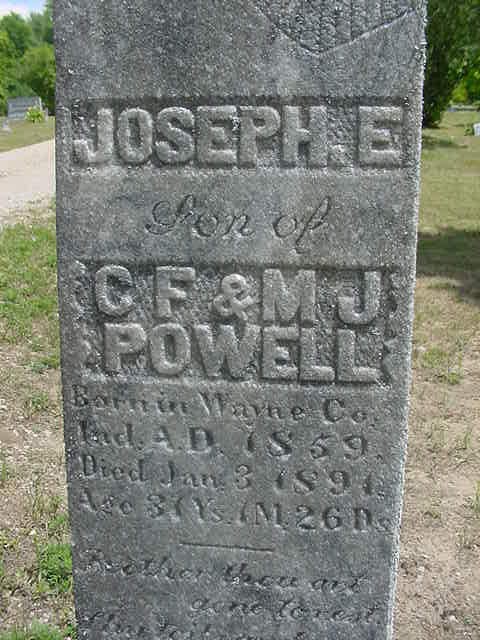 JOSEPH. E
Son of
C F & M J
POWELL
Born in Wayne Co,
Ind. A.D. 1859.
Died Jan. 3 1891.
Age 31 Ys. 1 M. 26 Ds
Brother thou art
gone to rest,